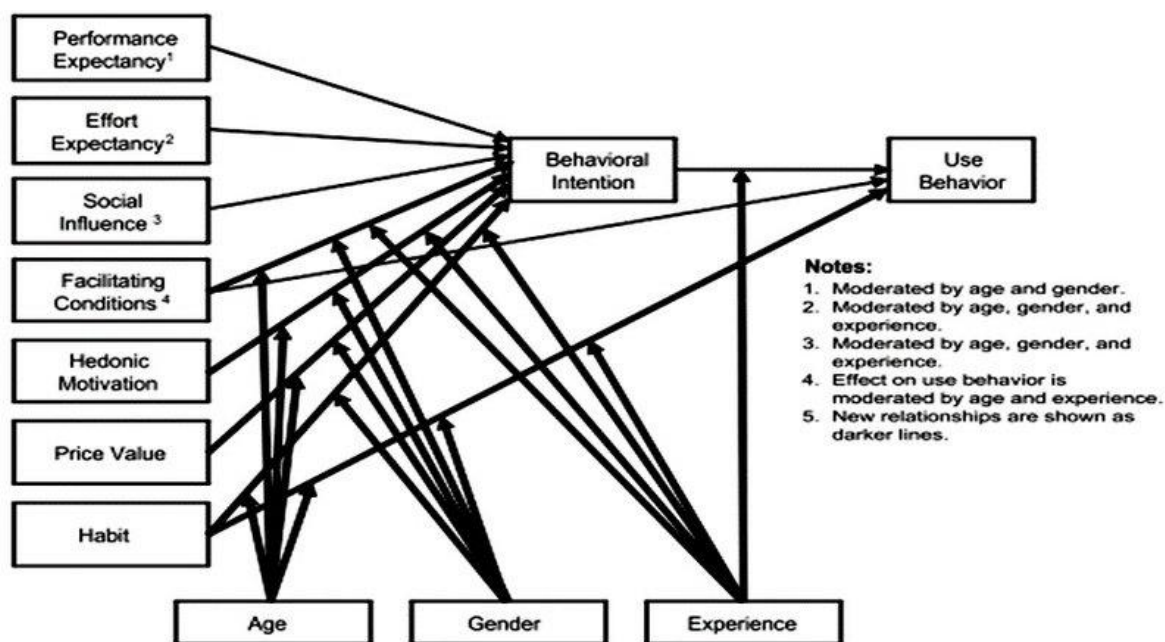 Performance
Expectancy¹
Effort
Expectancy²
Social
Influence ³
Facilitating
Conditions ⁴
Hedonic
Motivation
Price Value
Habit
Behavioral
Intention
Use
Behavior
Notes:
1. Moderated by age and gender.
2. Moderated by age, gender, and
experience.
3. Moderated by age, gender, and
experience.
4. Effect on use behavior is
moderated by age and experience.
5. New relationships are shown as
darker lines.
Age
Gender
Experience